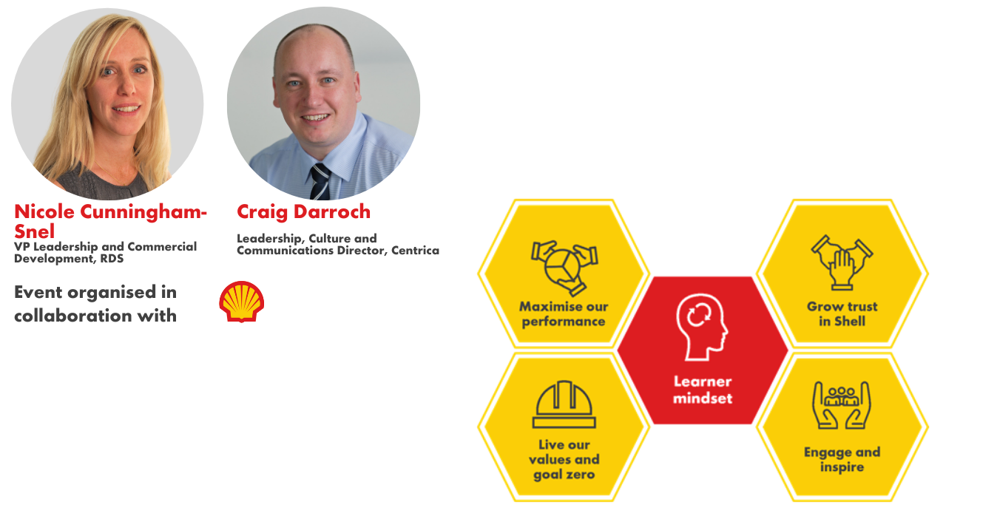 Nicole Cunningham-
Snel
VP Leadership and Commercial
Development, RDS
Craig Darroch
Leadership, Culture and
Communications Director, Centrica
Event organised in
collaboration with
Maximise our
performance
Grow trust
in Shell
Learner
mindset
Live our
values and
goal zero
Engage and
inspire